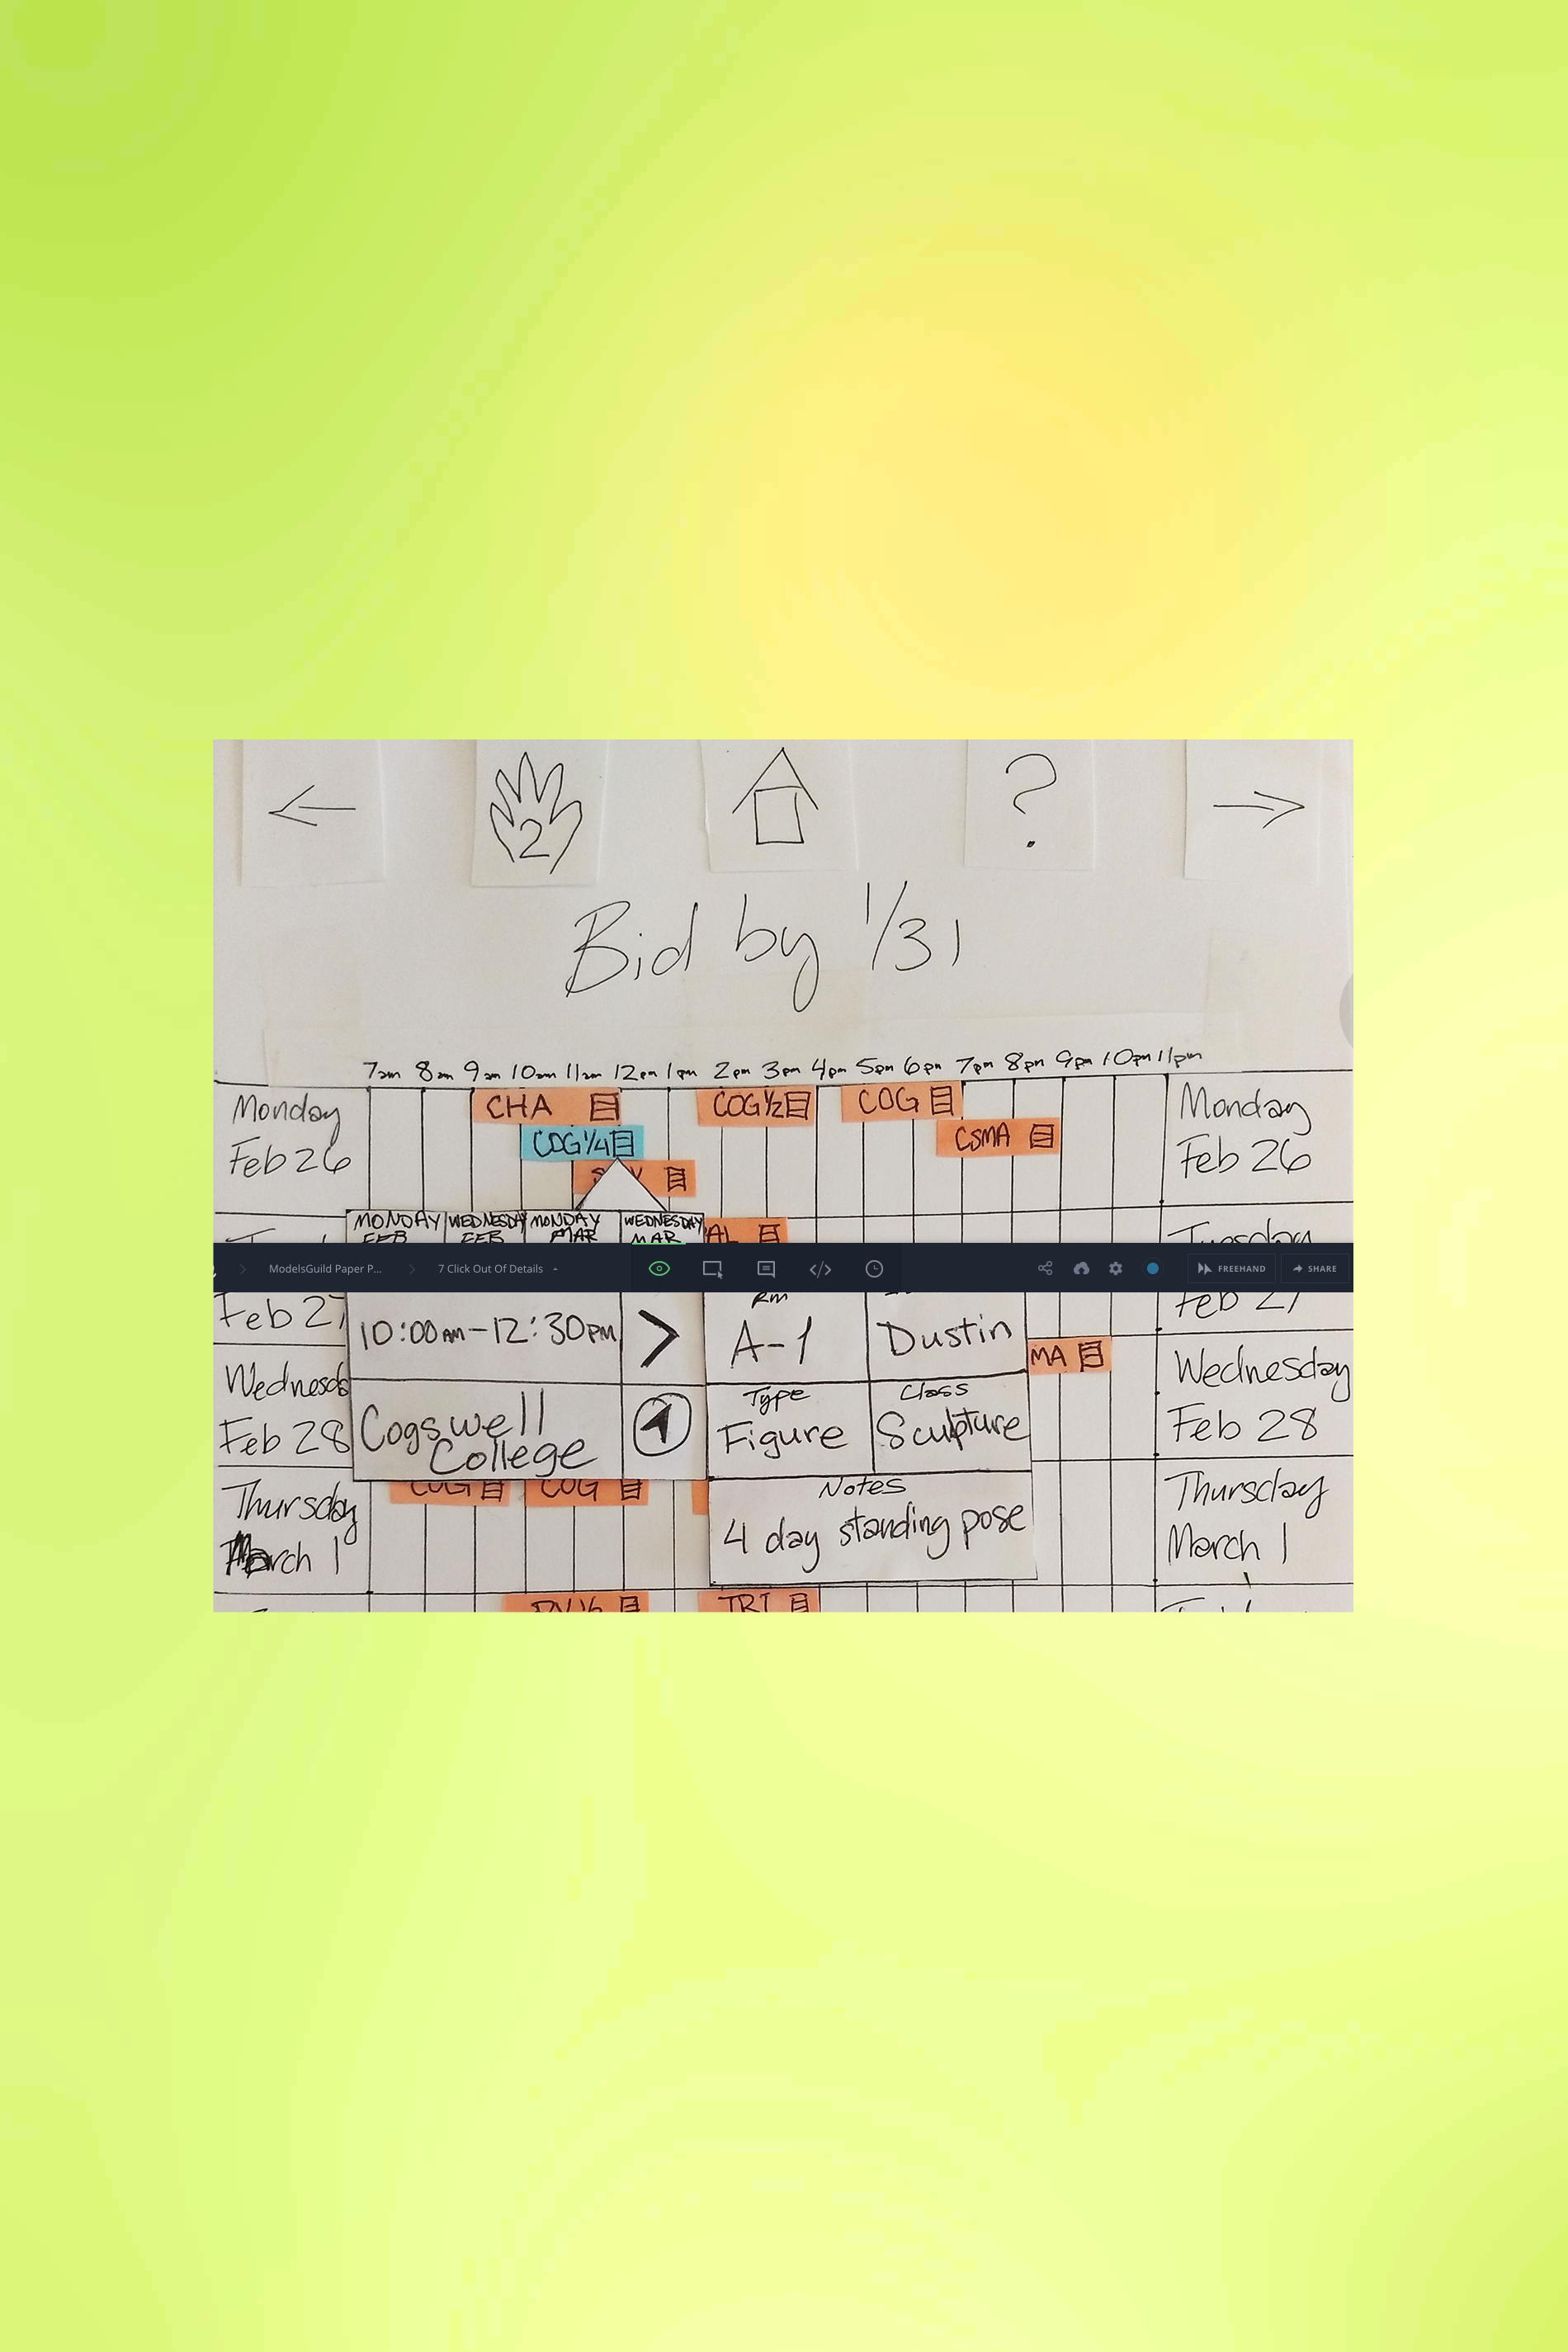 2
?
Bid by 1/31
7am 8am 9am 10am 11am 12pm 1pm 2pm 3pm 4pm 5pm 6pm 7pm 8pm 9pm 10pm 11pm
Monday
Feb 26
CHA
COG 1/2
COG
COG 1/4
CSMA
Monday
Feb 26
MONDAY
FEB
WEDNESDAY
FEB
MONDAY
MAR
WEDNESDAY
MAR
AL
Tuesday
ModelsGuild Paper P...
7 Click Out Of Details
</>
FREEHAND
SHARE
Feb 27
10:00AM-12:30PM
>
Rm
A-1
Dustin
MA
Feb 27
Wednesd
Feb 28
Cogswell
College
Type
Figure
Class
Sculpture
Wednesday
Feb 28
Thursday
March 1
COG
COG
Notes
4 day standing pose
Thursday
March 1
TRI